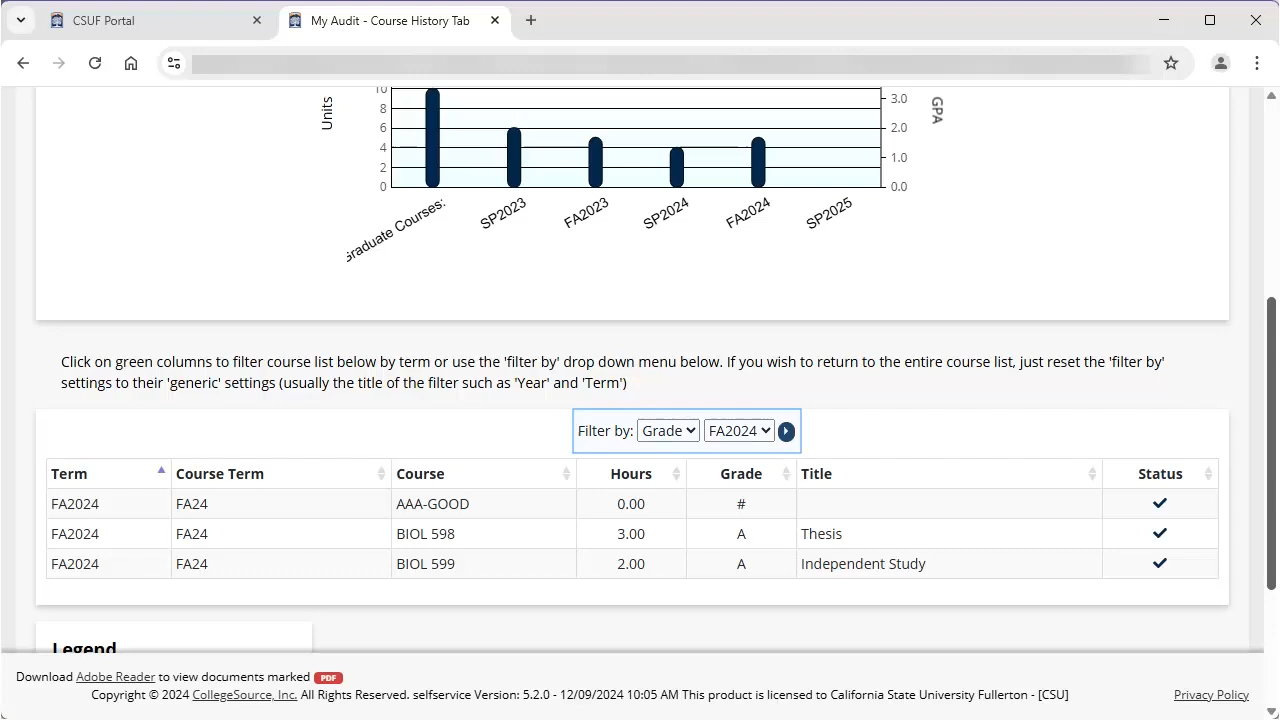 CSUF Portal
My Audit - Course History Tab
Units
10
8
6
4
2
0
3.0
2.0
1.0
0.0
GPA
Graduate Courses:
SP2023
FA2023
SP2024
FA2024
SP2025
Click on green columns to filter course list below by term or use the 'filter by' drop down menu below. If you wish to return to the entire course list, just reset the 'filter by'
settings to their 'generic' settings (usually the title of the filter such as 'Year' and 'Term')
Filter by: Grade FA2024
Term Course Term Course Hours Grade Title Status
FA2024 FA24 AAA-GOOD 0.00 #
FA2024 FA24 BIOL 598 3.00 A Thesis
FA2024 FA24 BIOL 599 2.00 A Independent Study
Legend
Download Adobe Reader to view documents marked PDF
Copyright © 2024 CollegeSource, Inc. All Rights Reserved. selfservice Version: 5.2.0 - 12/09/2024 10:05 AM This product is licensed to California State University Fullerton - [CSU] Privacy Policy